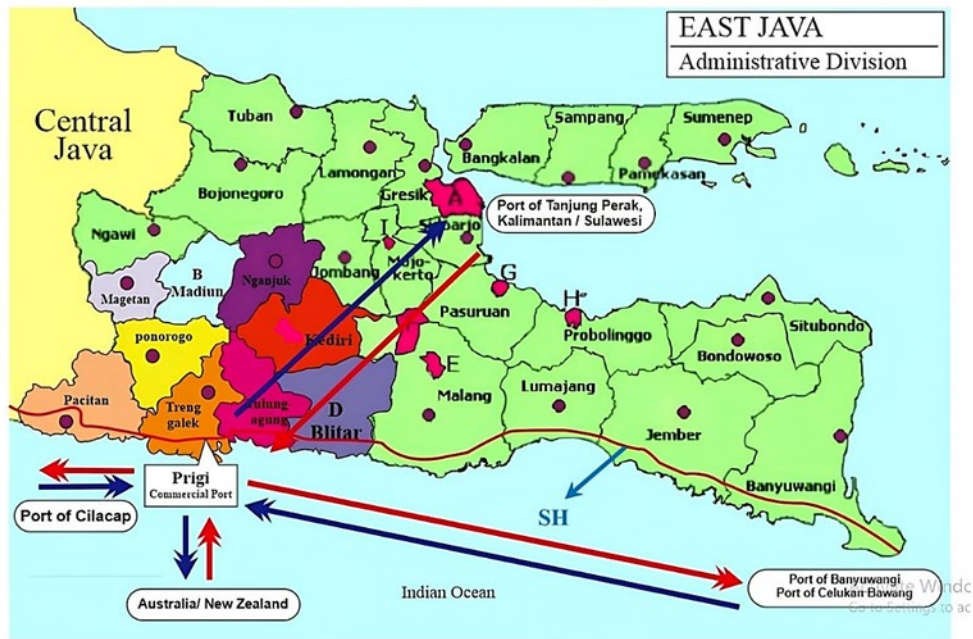 EAST JAVA
Administrative Division
Central
Java
Tuban
Bojonegoro
Lamongan
Gresik
Bangkalan
Sampang
Pamekasan
Sumenep
A
Port of Tanjung Perak,
Kalimantan / Sulawesi
Ngawi
Magetan
B
Madiun
Nganjuk
Jombang
I
Mojo-
kerto
G
H
Pasuruan
Probolinggo
Situbondo
Bondowoso
ponorogo
Kediri
E
Malang
Lumajang
Jember
Banyuwangi
Pacitan
Treng
galek
Tulung-
agung
D
Blitar
Prigi
Commercial Port
Port of Cilacap
SH
Australia/ New Zealand
Indian Ocean
Port of Banyuwangi
Port of Celukan Bawang